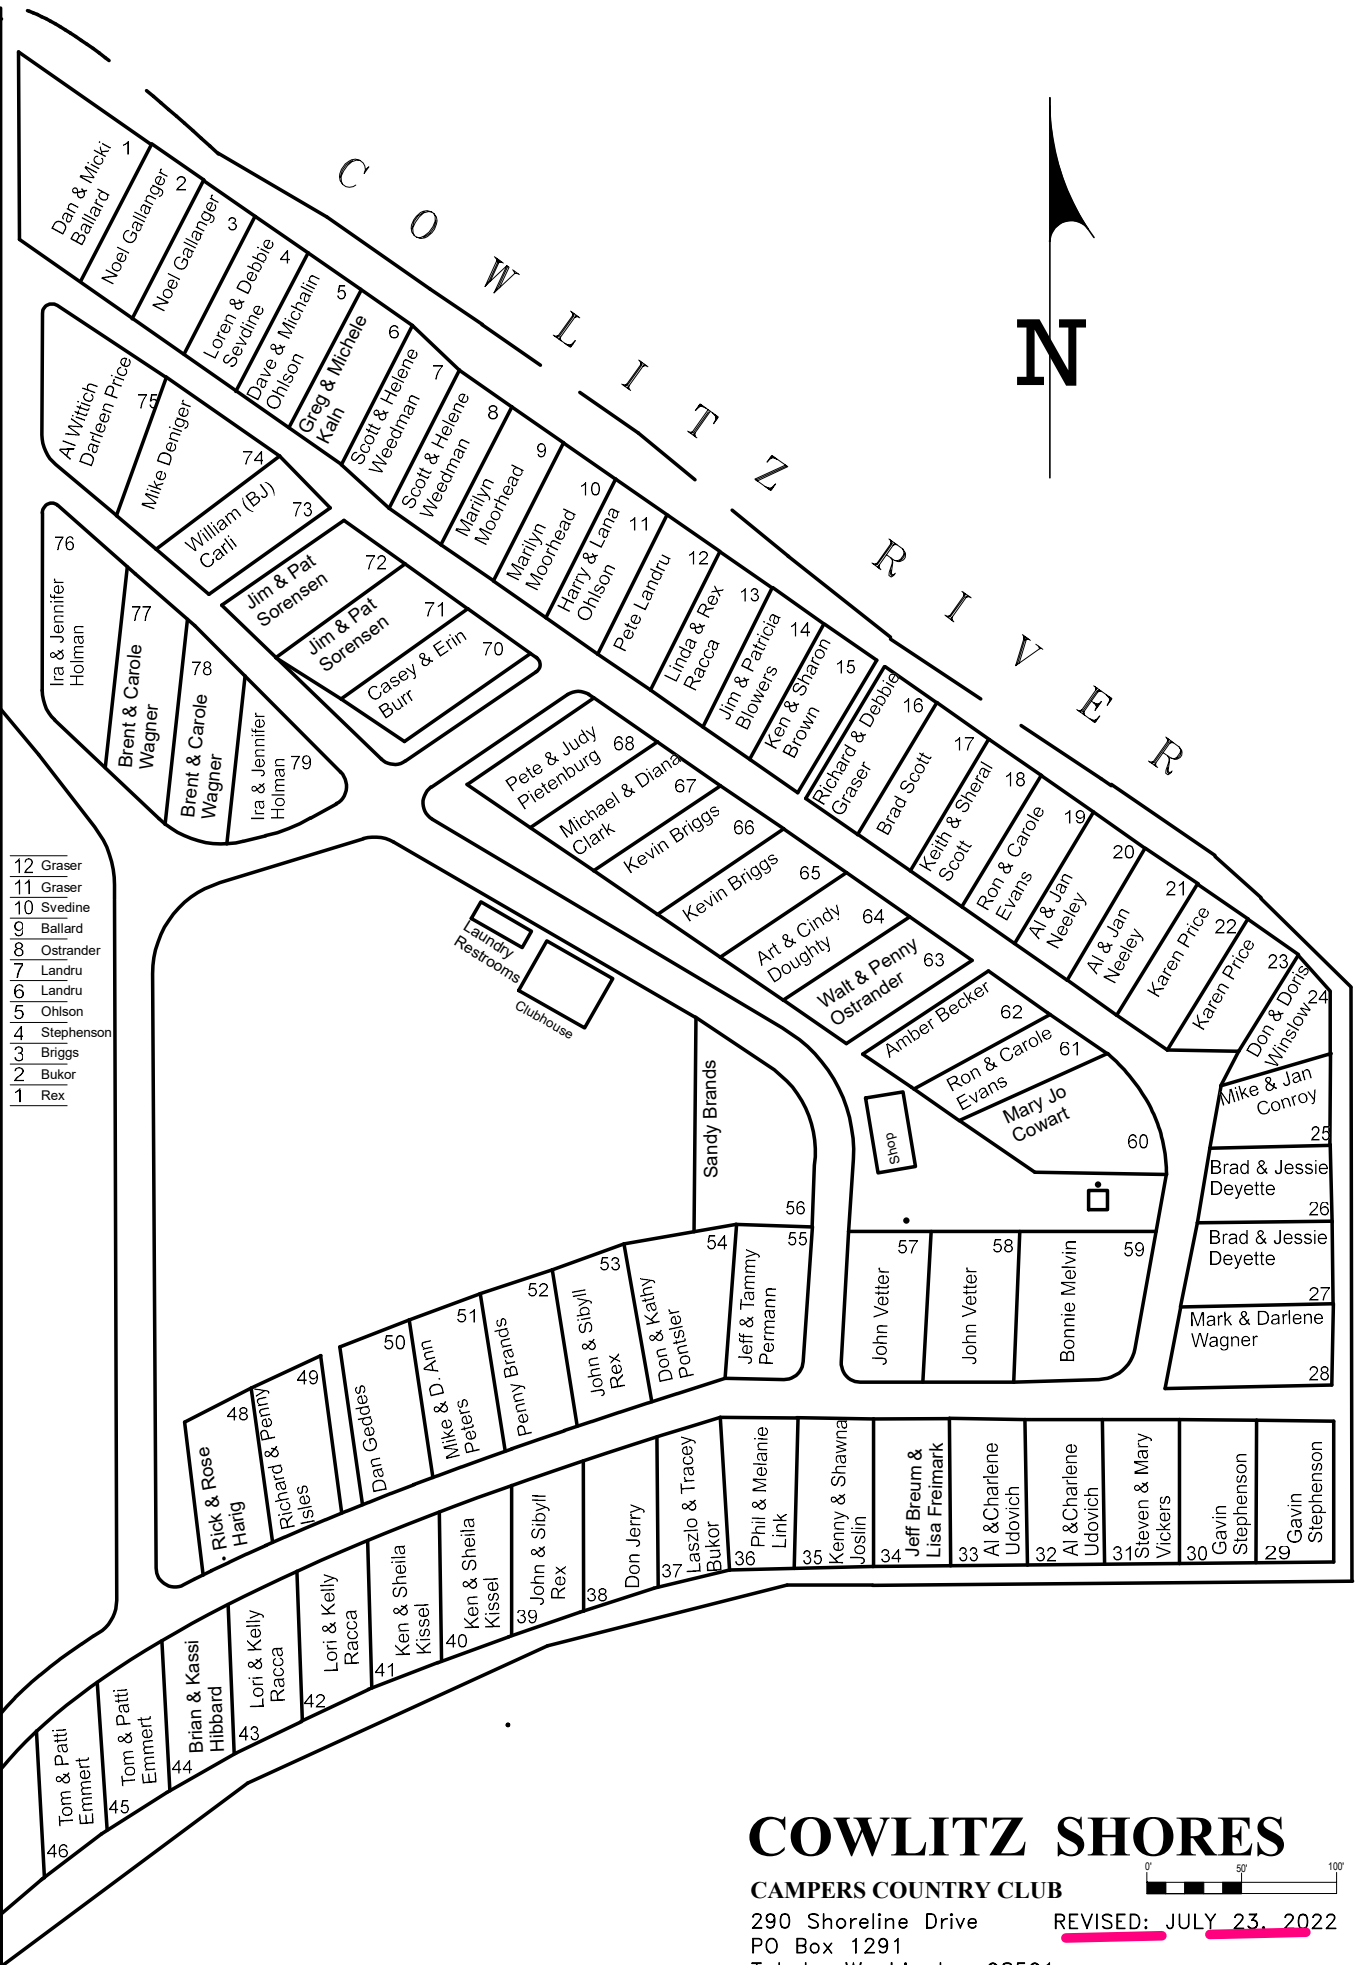 C O W L I T Z R I V E R
N
1
Dan & Micki
Ballard
2
Noel Gallanger
3
Noel Gallanger
4
Loren & Debbie
Sevdine
5
Dave & Michalin
Ohlson
6
Greg & Michele
Kaln
7
Scott & Helene
Weedman
8
Scott & Helene
Weedman
9
Marilyn
Moorhead
10
Marilyn
Moorhead
11
Harry & Lana
Ohlson
12
Pete Landru
13
Linda & Rex
Racca
14
Jim & Patricia
Blowers
15
Ken & Sharon
Brown
16
Richard & Debbie
Graser
17
Brad Scott
18
Keith & Sheral
Scott
19
Ron & Carole
Evans
20
Al & Jan
Neeley
21
Al & Jan
Neeley
22
Karen Price
23
Karen Price
24
Don & Doris
Winslow
Mike & Jan
Conroy
25
Brad & Jessie
Deyette
26
Brad & Jessie
Deyette
27
Mark & Darlene
Wagner
28
75
Al Wittich
Darleen Price
74
Mike Deniger
73
William (BJ)
Carli
72
Jim & Pat
Sorensen
71
Jim & Pat
Sorensen
70
Casey & Erin
Burr
76
Ira & Jennifer
Holman
77
Brent & Carole
Wagner
78
Brent & Carole
Wagner
79
Ira & Jennifer
Holman
68
Pete & Judy
Pietenburg
67
Michael & Diana
Clark
66
Kevin Briggs
65
Kevin Briggs
64
Art & Cindy
Doughty
63
Walt & Penny
Ostrander
62
Amber Becker
61
Ron & Carole
Evans
60
Mary Jo
Cowart
12 Graser
11 Graser
10 Svedine
9 Ballard
8 Ostrander
7 Landru
6 Landru
5 Ohlson
4 Stephenson
3 Briggs
2 Bukor
1 Rex
Laundry
Restrooms
Clubhouse
Shop
Sandy Brands
56
57
John Vetter
58
John Vetter
59
Bonnie Melvin
55
Jeff & Tammy
Permann
54
Don & Kathy
Pontsler
53
John & Sibyll
Rex
52
Penny Brands
51
Mike & D. Ann
Peters
50
Dan Geddes
49
Richard & Penny
Isles
48
Rick & Rose
Harig
46
Tom & Patti
Emmert
45
Tom & Patti
Emmert
44
Brian & Kassi
Hibbard
43
Lori & Kelly
Racca
42
Lori & Kelly
Racca
41
Ken & Sheila
Kissel
40
Ken & Sheila
Kissel
39
John & Sibyll
Rex
38
Don Jerry
37
Laszlo & Tracey
Bukor
36
Phil & Melanie
Link
35
Kenny & Shawna
Joslin
34
Jeff Breum &
Lisa Freimark
33
Al &Charlene
Udovich
32
Al &Charlene
Udovich
31
Steven & Mary
Vickers
30
Gavin
Stephenson
29
Gavin
Stephenson
COWLITZ SHORES
0' 50' 100'
CAMPERS COUNTRY CLUB
290 Shoreline Drive
REVISED: JULY 23. 2022
PO Box 1291